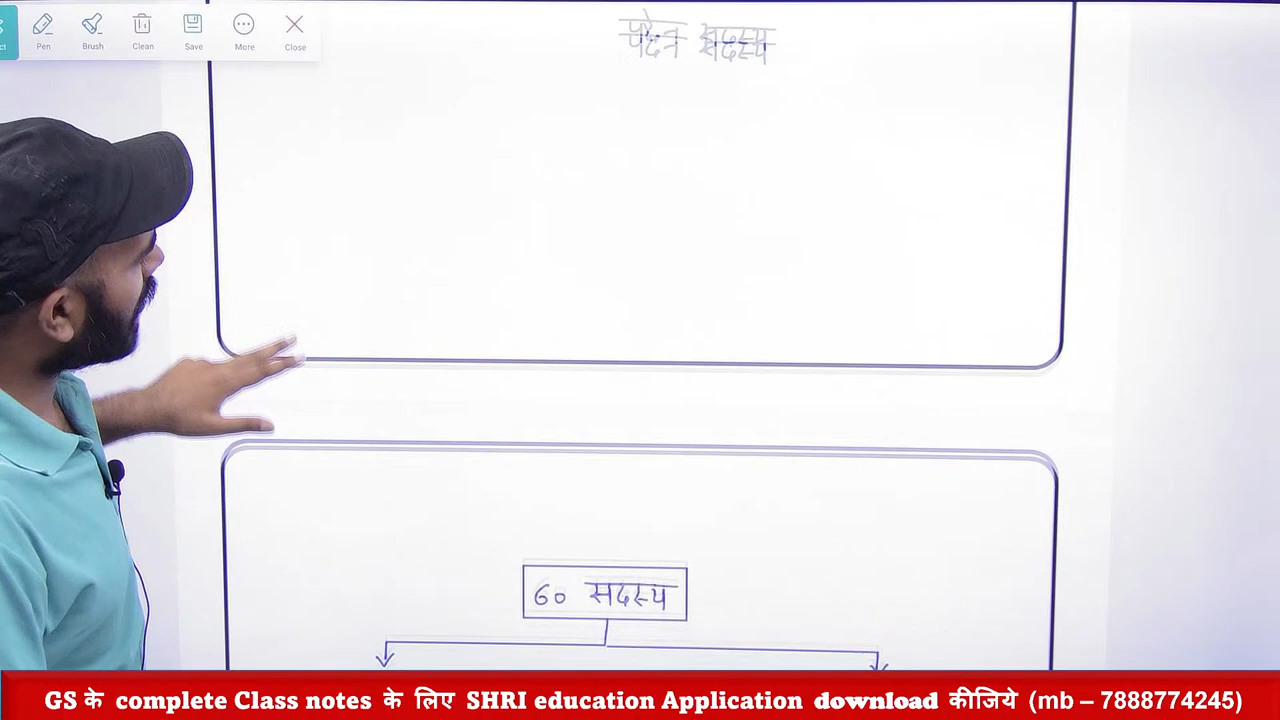 Pen Brush Clean Save More Close
सदस्य
60 सदस्य
GS के complete Class notes के लिए SHRI education Application download कीजिये (mb – 7888774245)